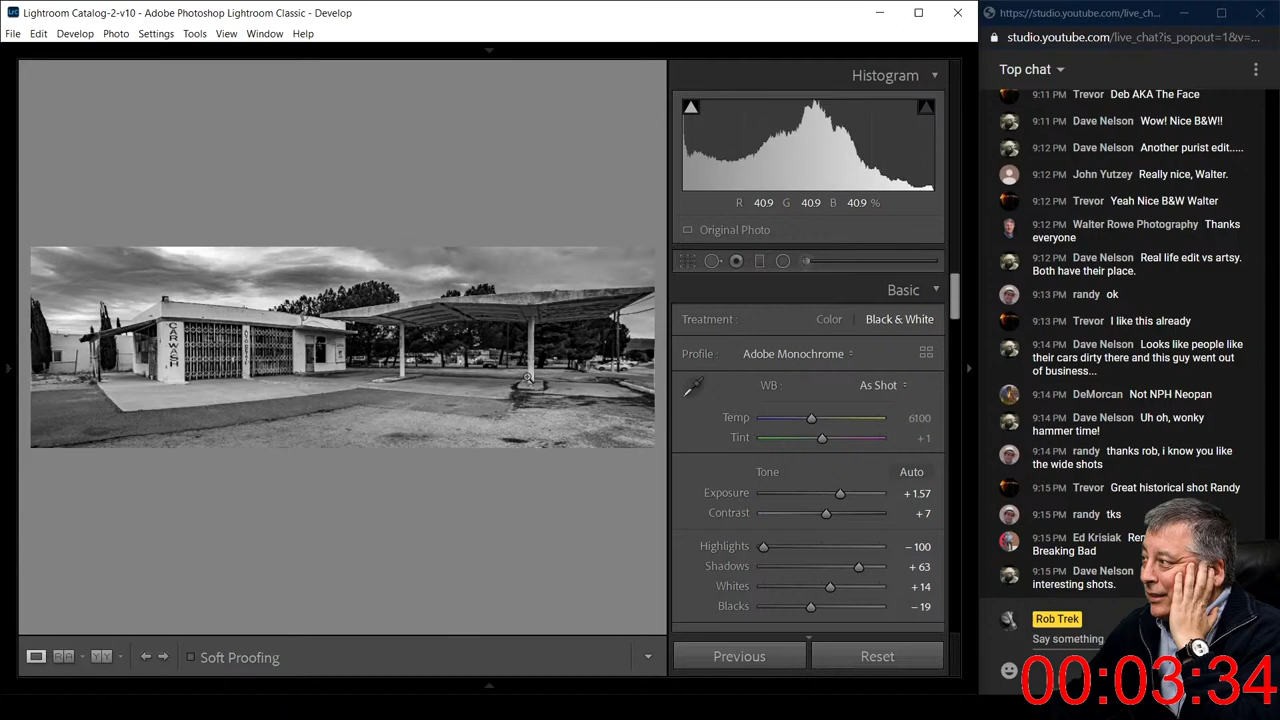 Lightroom Catalog-2-v10 - Adobe Photoshop Lightroom Classic - Develop
File Edit Develop Photo Settings Tools View Window Help
CAR WASH
Soft Proofing
Histogram
R 40.9 G 40.9 B 40.9 %
Original Photo
Basic
Treatment : Color Black & White
Profile : Adobe Monochrome
WB : As Shot
Temp 6100
Tint + 1
Tone Auto
Exposure + 1.57
Contrast + 7
Highlights − 100
Shadows + 63
Whites + 14
Blacks − 19
Previous Reset
https://studio.youtube.com/live_ch...
studio.youtube.com/live_chat?is_popout=1&v=...
Top chat
9:11 PM Trevor Deb AKA The Face
9:11 PM Dave Nelson Wow! Nice B&W!!
9:12 PM Dave Nelson Another purist edit.....
9:12 PM John Yutzey Really nice, Walter.
9:12 PM Trevor Yeah Nice B&W Walter
9:12 PM Walter Rowe Photography Thanks
everyone
9:12 PM Dave Nelson Real life edit vs artsy.
Both have their place.
9:13 PM randy ok
9:13 PM Trevor I like this already
9:14 PM Dave Nelson Looks like people like
their cars dirty there and this guy went out
of business...
9:14 PM DeMorcan Not NPH Neopan
9:14 PM Dave Nelson Uh oh, wonky
hammer time!
9:14 PM randy thanks rob, i know you like
the wide shots
9:15 PM Trevor Great historical shot Randy
9:15 PM randy tks
9:15 PM Ed Krisiak
Breaking Bad
9:15 PM Dave Nelson
interesting shots.
Rob Trek
Say something
00:03:34